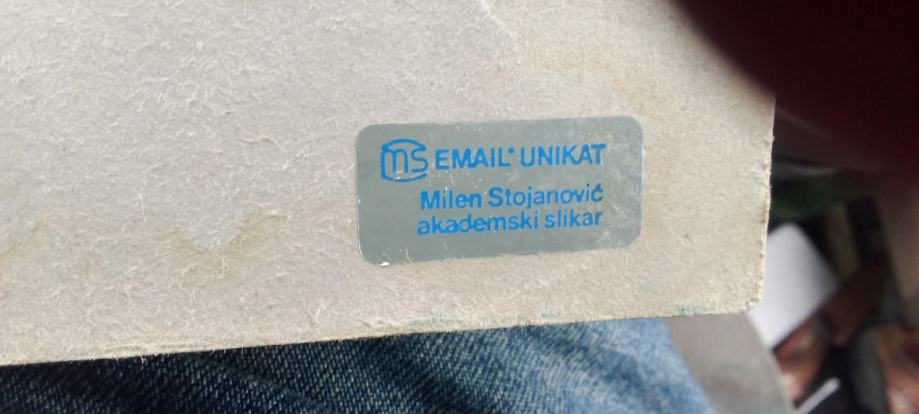 ms EMAIL* UNIKAT
Milen Stojanović
akademski slikar